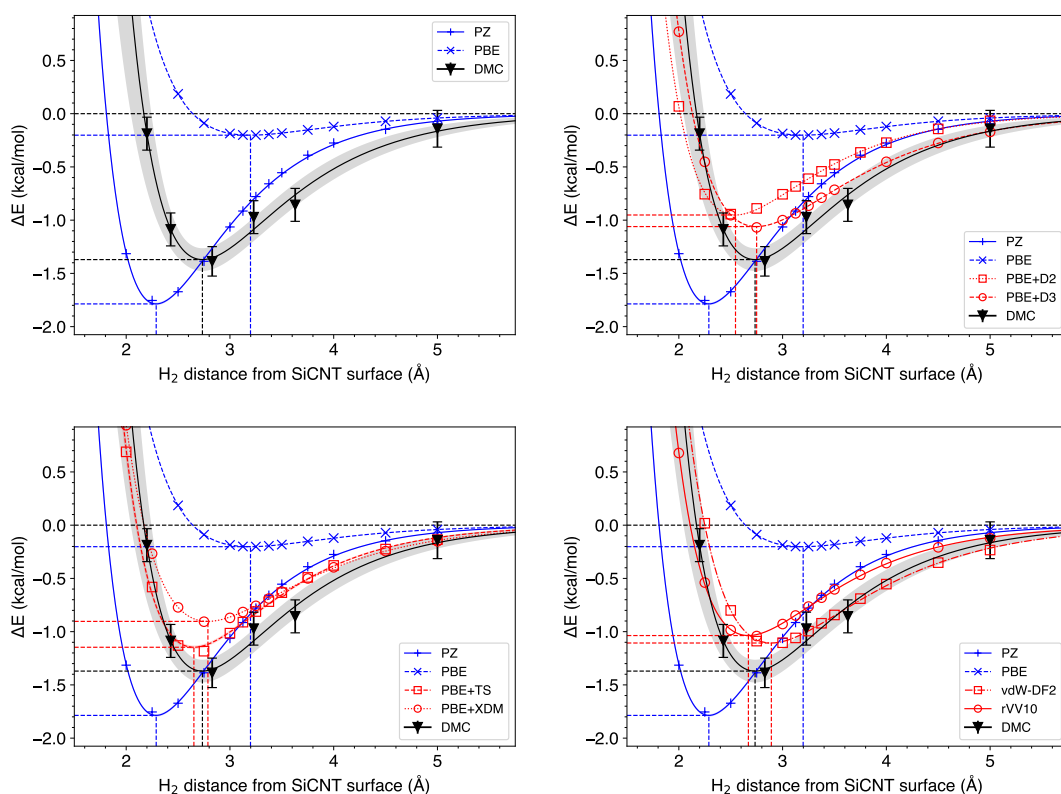 0.5
0.0
−0.5
−1.0
−1.5
−2.0
ΔE (kcal/mol)
2 3 4 5
H₂ distance from SiCNT surface (Å)
PZ
PBE
DMC
0.5
0.0
−0.5
−1.0
−1.5
−2.0
ΔE (kcal/mol)
2 3 4 5
H₂ distance from SiCNT surface (Å)
PZ
PBE
PBE+D2
PBE+D3
DMC
0.5
0.0
−0.5
−1.0
−1.5
−2.0
ΔE (kcal/mol)
2 3 4 5
H₂ distance from SiCNT surface (Å)
PZ
PBE
PBE+TS
PBE+XDM
DMC
0.5
0.0
−0.5
−1.0
−1.5
−2.0
ΔE (kcal/mol)
2 3 4 5
H₂ distance from SiCNT surface (Å)
PZ
PBE
vdW-DF2
rVV10
DMC